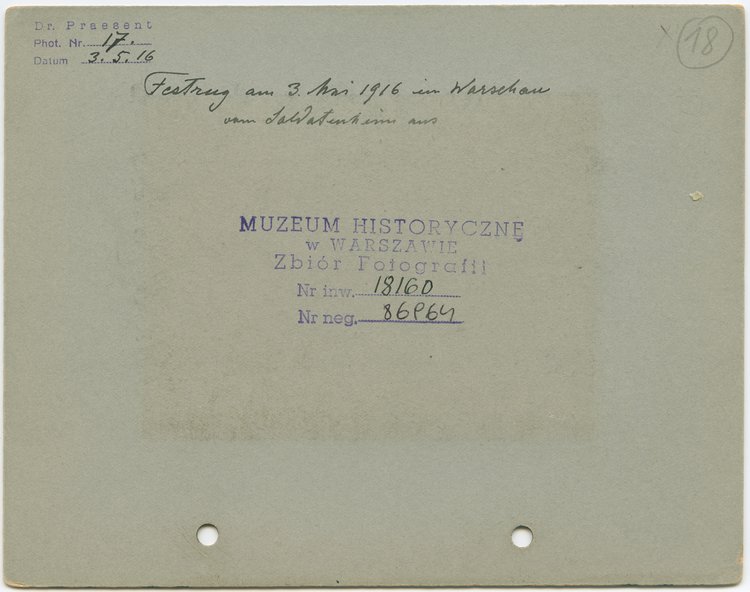 Dr. Praesent
Phot. Nr. 17.
Datum 3. 5. 16
18
Festzug am 3. Mai 1916 in Warschau
vom Soldatenheim aus
MUZEUM HISTORYCZNE
w WARSZAWIE
Zbiór Fotografii
Nr inw. 18160
Nr neg.